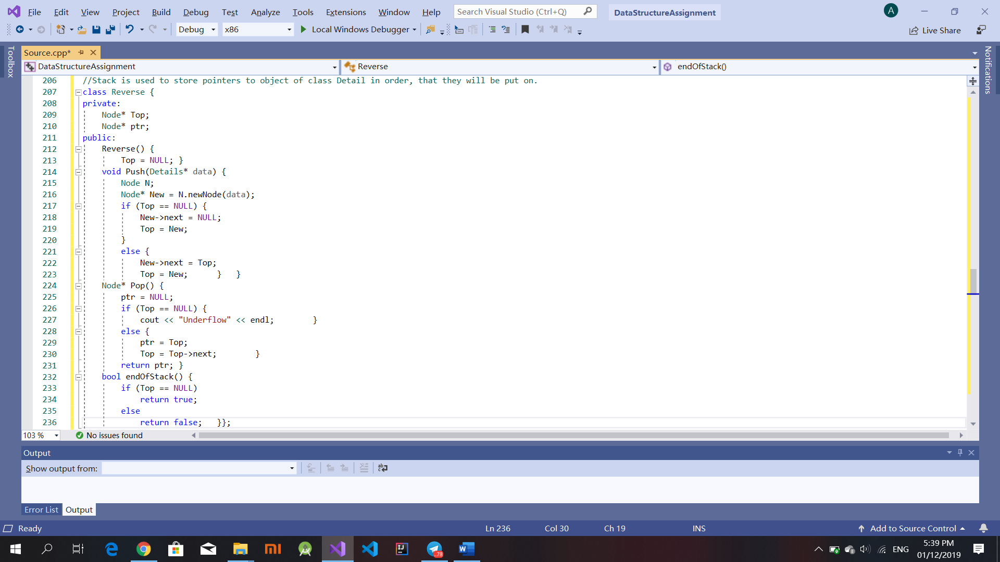 File Edit View Project Build Debug Test Analyze Tools Extensions Window Help Search Visual Studio (Ctrl+Q) DataStructureAssignment A
Debug x86 Local Windows Debugger Live Share
Toolbox
Notifications
Source.cpp*
DataStructureAssignment Reverse endOfStack()
206 //Stack is used to store pointers to object of class Detail in order, that they will be put on.
207 class Reverse {
208 private:
209 Node* Top;
210 Node* ptr;
211 public:
212 Reverse() {
213 Top = NULL; }
214 void Push(Details* data) {
215 Node N;
216 Node* New = N.newNode(data);
217 if (Top == NULL) {
218 New->next = NULL;
219 Top = New;
220 }
221 else {
222 New->next = Top;
223 Top = New; } }
224 Node* Pop() {
225 ptr = NULL;
226 if (Top == NULL) {
227 cout << "Underflow" << endl; }
228 else {
229 ptr = Top;
230 Top = Top->next; }
231 return ptr; }
232 bool endOfStack() {
233 if (Top == NULL)
234 return true;
235 else
236 return false; }};
103 % No issues found
Output
Show output from:
Error List Output
Ready Ln 236 Col 30 Ch 19 INS Add to Source Control
ENG 5:39 PM
01/12/2019